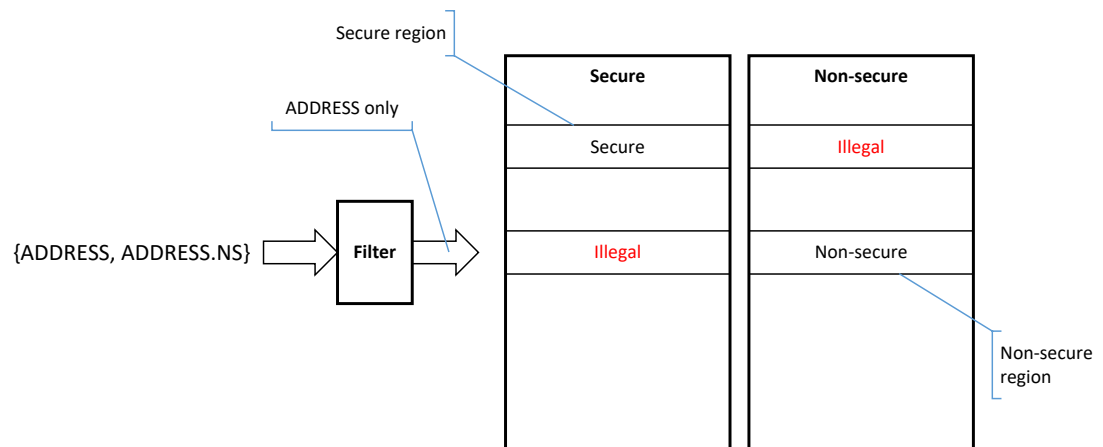 Secure region
Secure
Non-secure
ADDRESS only
Secure
Illegal
{ADDRESS, ADDRESS.NS}
Filter
Illegal
Non-secure
Non-secure
region